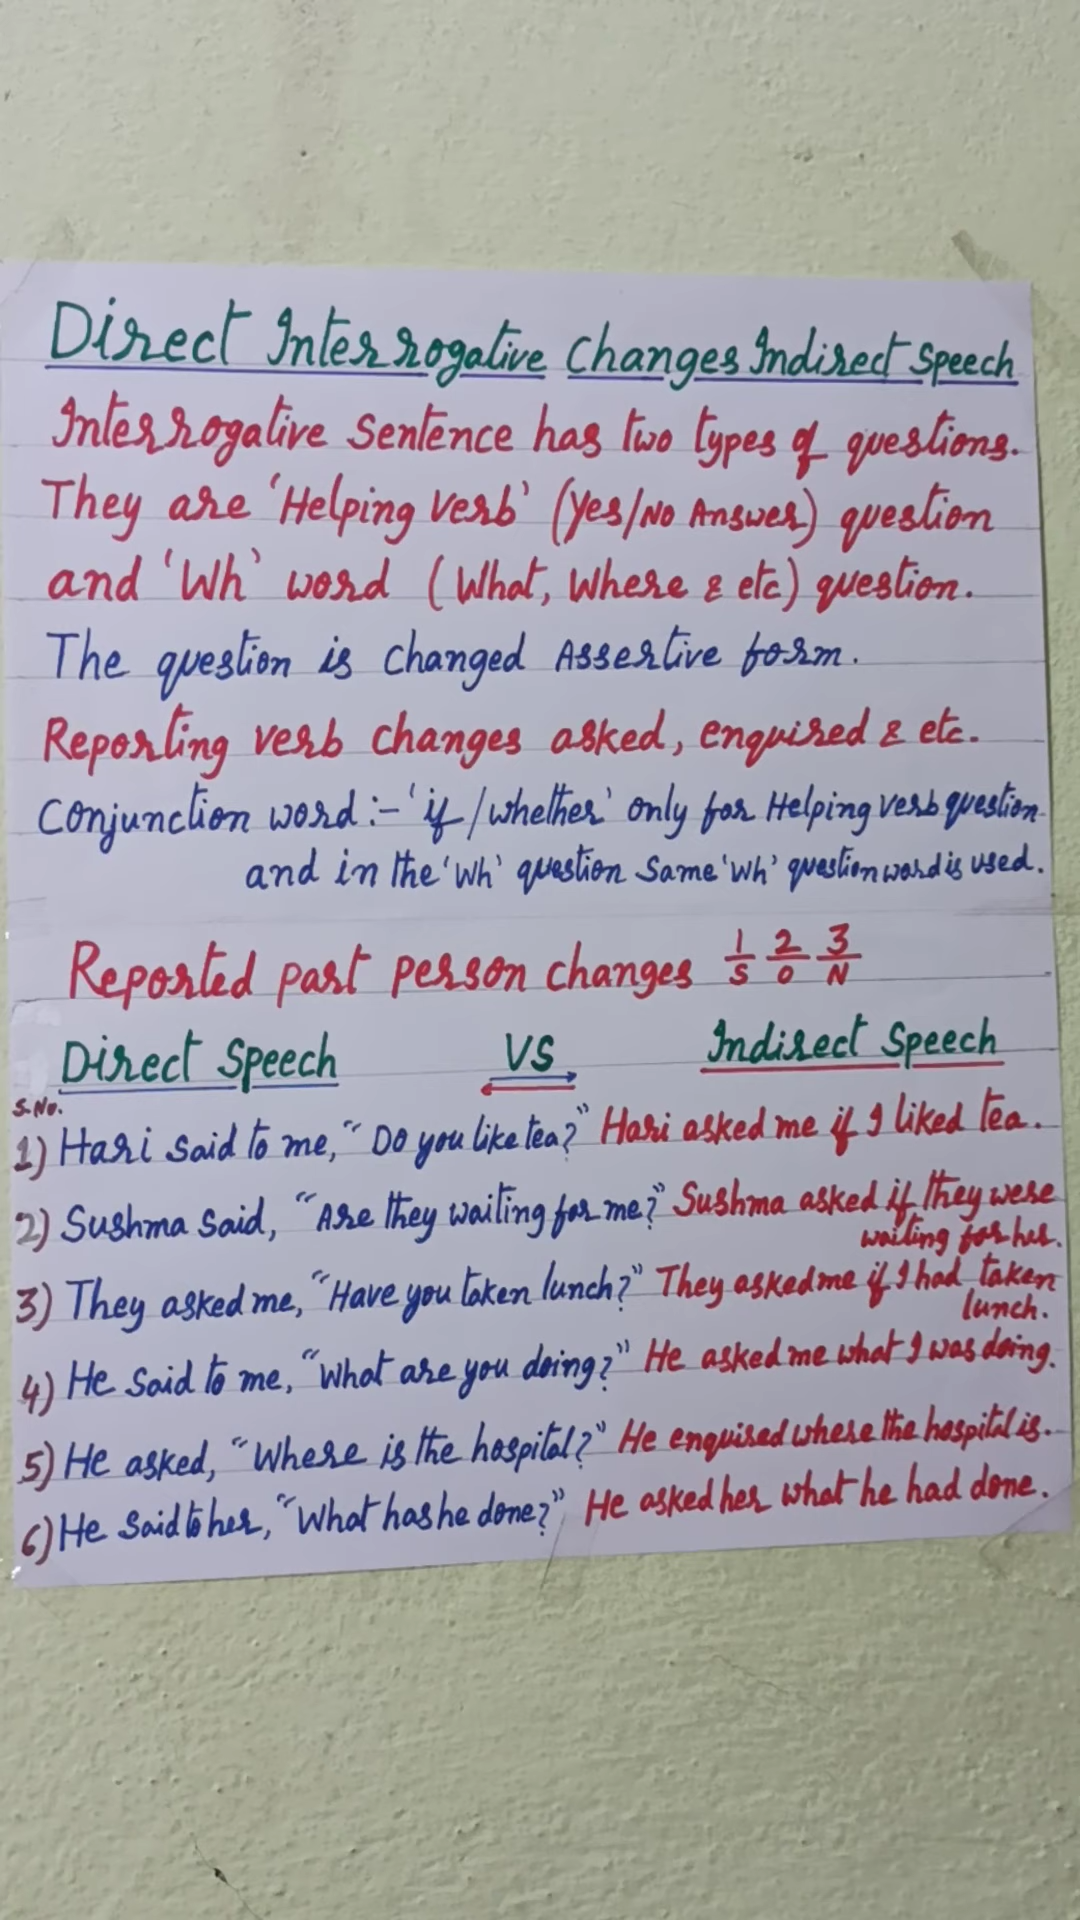 Direct Interrogative Changes Indirect Speech
Interrogative Sentence has two types of questions.
They are 'Helping verb' (Yes/No Answer) question
and 'Wh' word (What, Where & etc) question.
The question is changed Assertive form.
Reporting verb changes asked, enquired & etc.
Conjunction word :- 'if/whether' only for Helping verb question
and in the 'Wh' question Same 'Wh' question word is used.
Reported part person changes 1/S 2/O 3/N
Direct Speech VS Indirect Speech
S.No.
1) Hari Said to me, "Do you like tea?" Hari asked me if I liked tea.
2) Sushma Said, "Are they waiting for me?" Sushma asked if they were
waiting for her.
3) They asked me, "Have you taken lunch?" They asked me if I had taken
lunch.
4) He Said to me, "What are you doing?" He asked me what I was doing.
5) He asked, "Where is the hospital?" He enquired where the hospital is.
6) He Said to her, "What has he done?" He asked her what he had done.